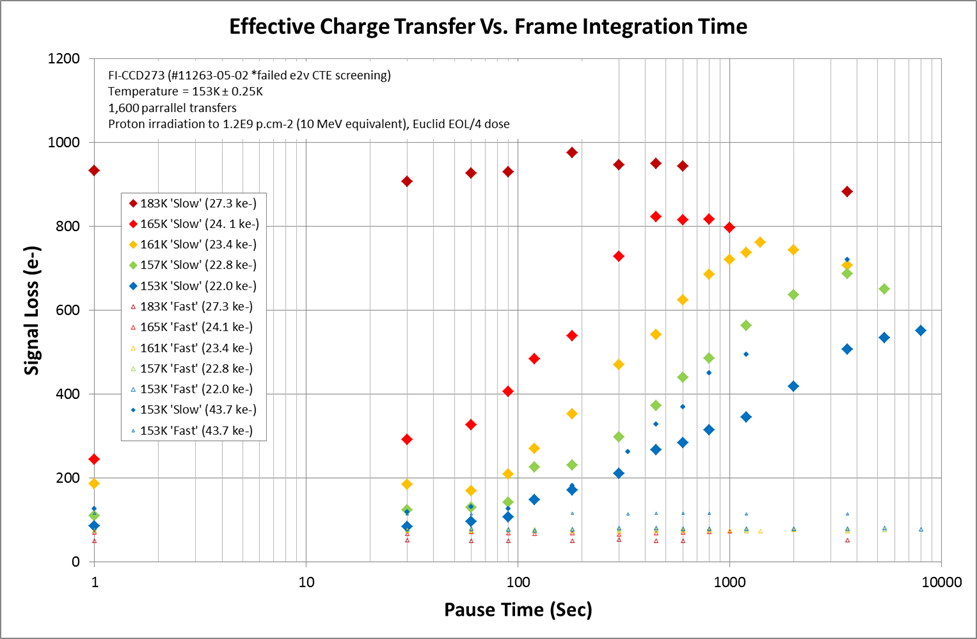 Effective Charge Transfer Vs. Frame Integration Time
1200
FI-CCD273 (#11263-05-02 *failed e2v CTE screening)
Temperature = 153K ± 0.25K
1,600 parrallel transfers
Proton irradiation to 1.2E9 p.cm-2 (10 MeV equivalent), Euclid EOL/4 dose
1000
183K 'Slow' (27.3 ke-)
165K 'Slow' (24. 1 ke-)
161K 'Slow' (23.4 ke-)
157K 'Slow' (22.8 ke-)
153K 'Slow' (22.0 ke-)
183K 'Fast' (27.3 ke-)
165K 'Fast' (24.1 ke-)
161K 'Fast' (23.4 ke-)
157K 'Fast' (22.8 ke-)
153K 'Fast' (22.0 ke-)
153K 'Slow' (43.7 ke-)
153K 'Fast' (43.7 ke-)
800
600
400
200
0
Signal Loss (e-)
1 10 100 1000 10000
Pause Time (Sec)